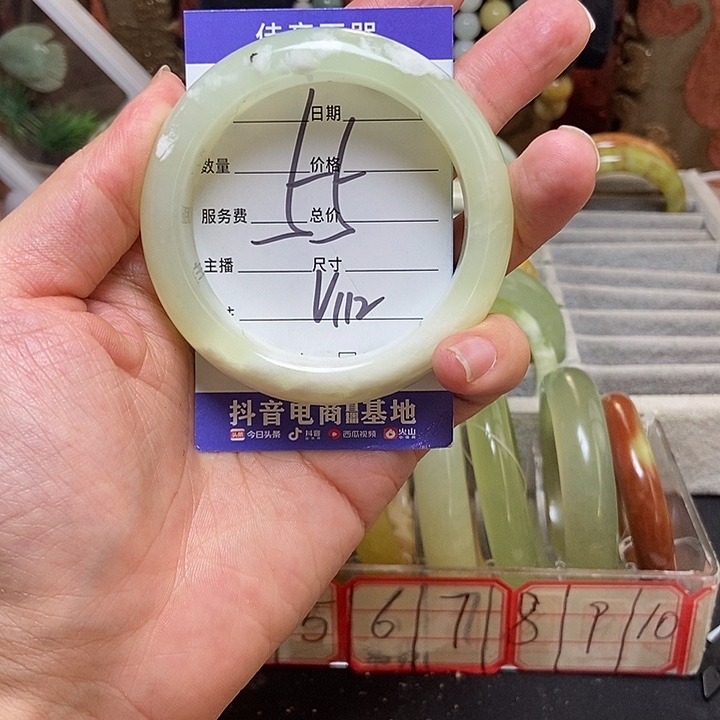 日期
数量 价格
服务费 总价
主播 尺寸
V112
抖音电商直播基地
头条 今日头条 抖音 西瓜视频 火山
5 6 7 8 9 10